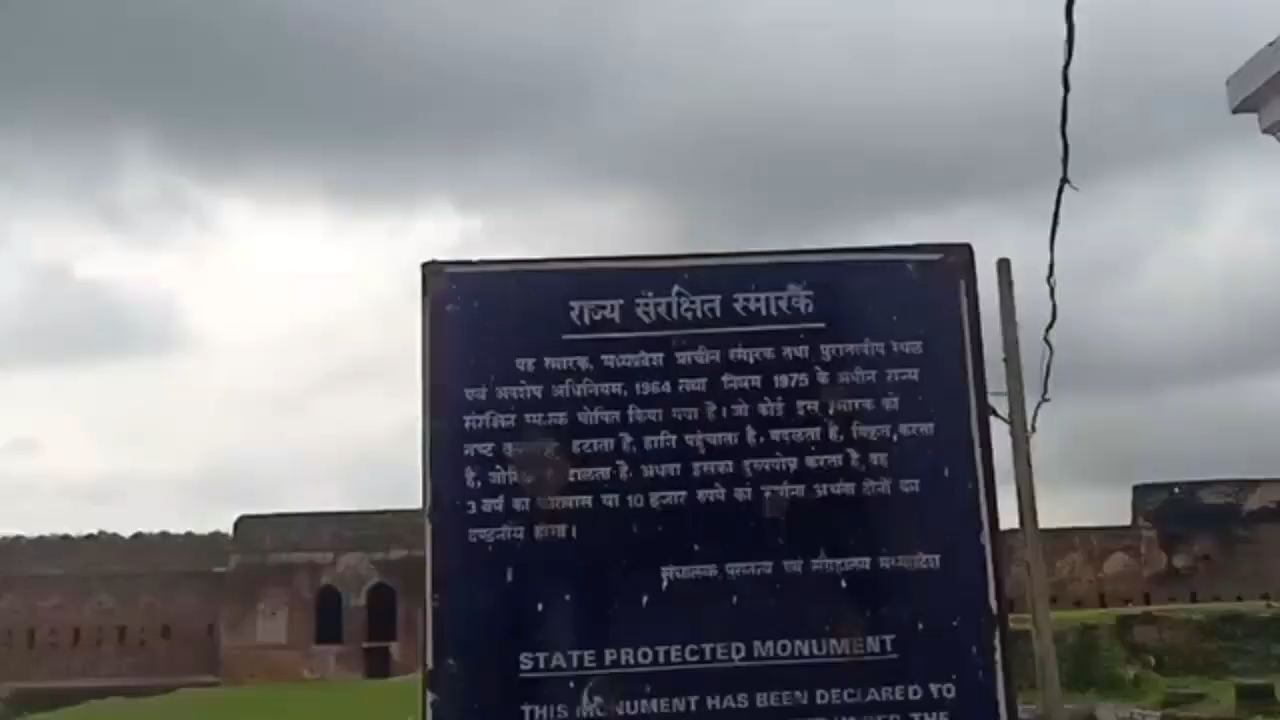 राज्य संरक्षित स्मारक
यह स्मारक, मध्यप्रदेश प्राचीन स्मारक तथा पुरातत्वीय स्थल
एवं अवशेष अधिनियम, 1964 तथा नियम 1975 के अधीन राज्य
संरक्षित स्मारक घोषित किया गया है। जो कोई इस स्मारक को
नष्ट हटाता है, हानि पहुंचाता है, बदलता है, विद्रूप करता
है, डालता है, अथवा इसका दुरुपयोग करता है, वह
3 वर्ष का कारावास या 10 हजार रुपये का जुर्माना अथवा दोनों का
दण्डनीय होगा।
संचालक, पुरातत्व एवं संग्रहालय मध्यप्रदेश
STATE PROTECTED MONUMENT
THIS MONUMENT HAS BEEN DECLARED TO
THE